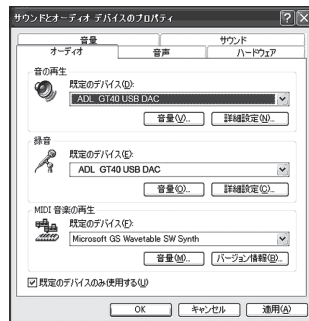 サウンドとオーディオ デバイスのプロパティ
音量 サウンド
オーディオ 音声 ハードウェア
音の再生
既定のデバイス(D):
ADL GT40 USB DAC
音量(V)... 詳細設定(N)...
録音
既定のデバイス(E):
ADL GT40 USB DAC
音量(O)... 詳細設定(C)...
MIDI 音楽の再生
既定のデバイス(F):
Microsoft GS Wavetable SW Synth
音量(M)... バージョン情報(B)...
既定のデバイスのみ使用する(U)
OK キャンセル 適用(A)